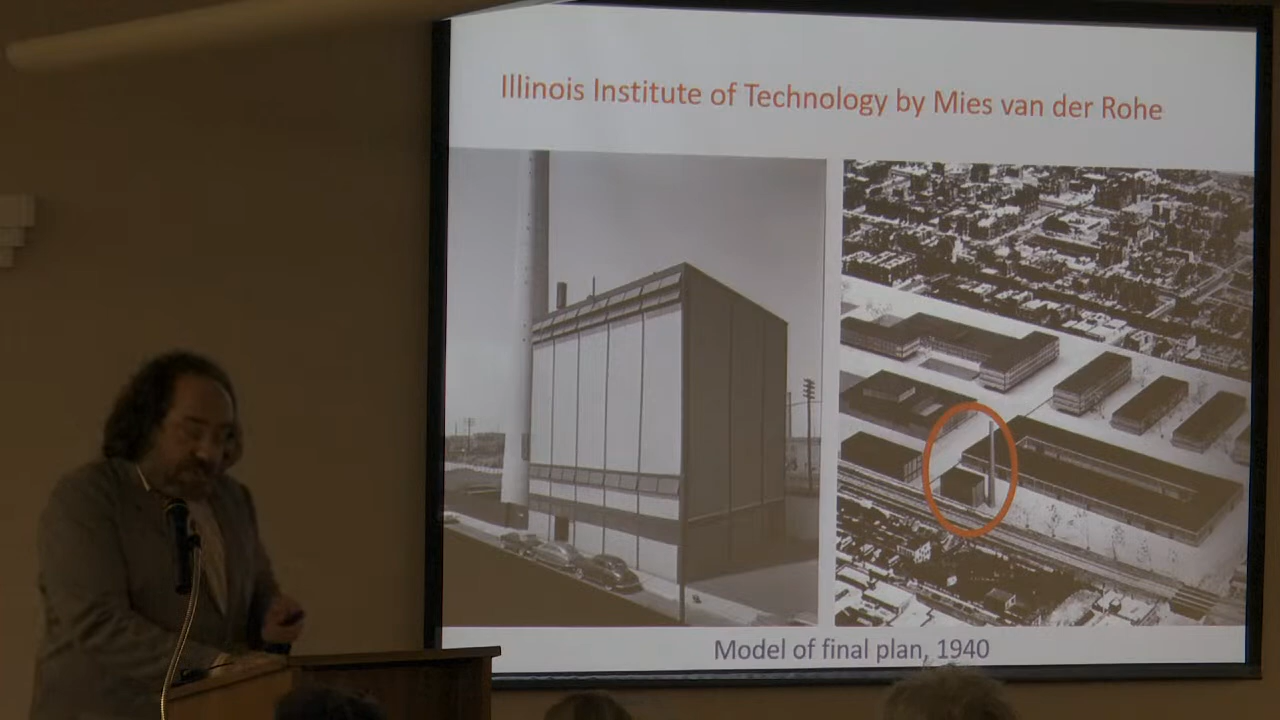 Illinois Institute of Technology by Mies van der Rohe
Model of final plan, 1940